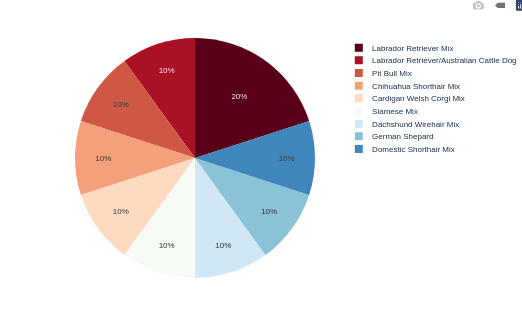 Labrador Retriever Mix
Labrador Retriever/Australian Cattle Dog
Pit Bull Mix
Chihuahua Shorthair Mix
Cardigan Welsh Corgi Mix
Siamese Mix
Dachshund Wirehair Mix
German Shepard
Domestic Shorthair Mix
20%
10%
10%
10%
10%
10%
10%
10%
10%